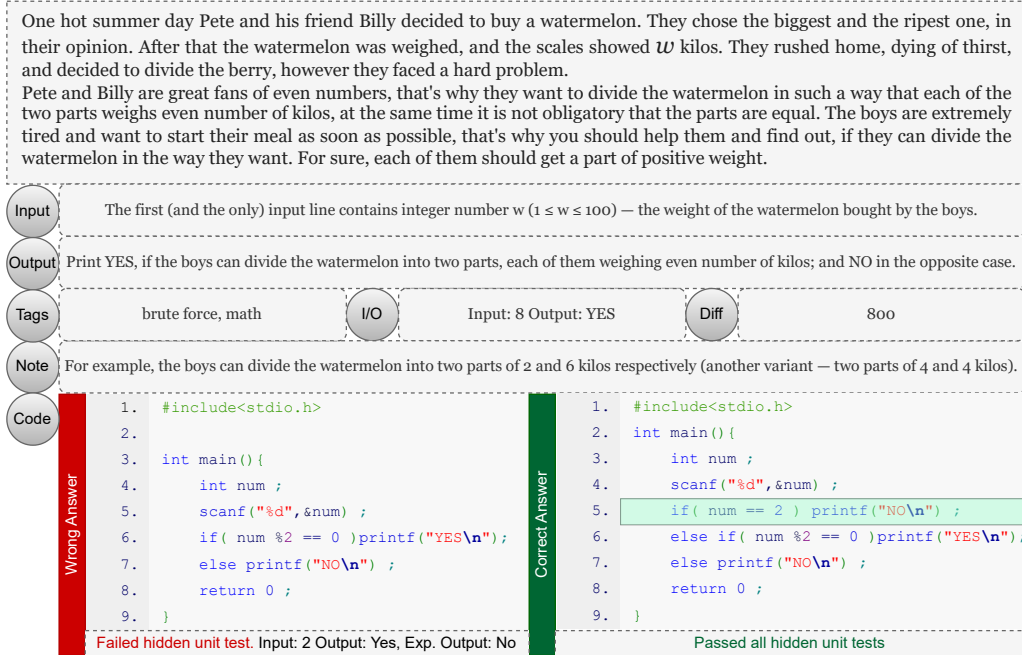 One hot summer day Pete and his friend Billy decided to buy a watermelon. They chose the biggest and the ripest one, in
their opinion. After that the watermelon was weighed, and the scales showed w kilos. They rushed home, dying of thirst,
and decided to divide the berry, however they faced a hard problem.
Pete and Billy are great fans of even numbers, that's why they want to divide the watermelon in such a way that each of the
two parts weighs even number of kilos, at the same time it is not obligatory that the parts are equal. The boys are extremely
tired and want to start their meal as soon as possible, that's why you should help them and find out, if they can divide the
watermelon in the way they want. For sure, each of them should get a part of positive weight.
Input
The first (and the only) input line contains integer number w (1 ≤ w ≤ 100) — the weight of the watermelon bought by the boys.
Output
Print YES, if the boys can divide the watermelon into two parts, each of them weighing even number of kilos; and NO in the opposite case.
Tags
brute force, math
I/O
Input: 8 Output: YES
Diff
800
Note
For example, the boys can divide the watermelon into two parts of 2 and 6 kilos respectively (another variant — two parts of 4 and 4 kilos).
Code
Wrong Answer
1. #include<stdio.h>
2.
3. int main(){
4. int num ;
5. scanf("%d",&num) ;
6. if( num %2 == 0 )printf("YES\n");
7. else printf("NO\n") ;
8. return 0 ;
9. }
Failed hidden unit test. Input: 2 Output: Yes, Exp. Output: No
Correct Answer
1. #include<stdio.h>
2. int main(){
3. int num ;
4. scanf("%d",&num) ;
5. if( num == 2 ) printf("NO\n") ;
6. else if( num %2 == 0 )printf("YES\n");
7. else printf("NO\n") ;
8. return 0 ;
9. }
Passed all hidden unit tests